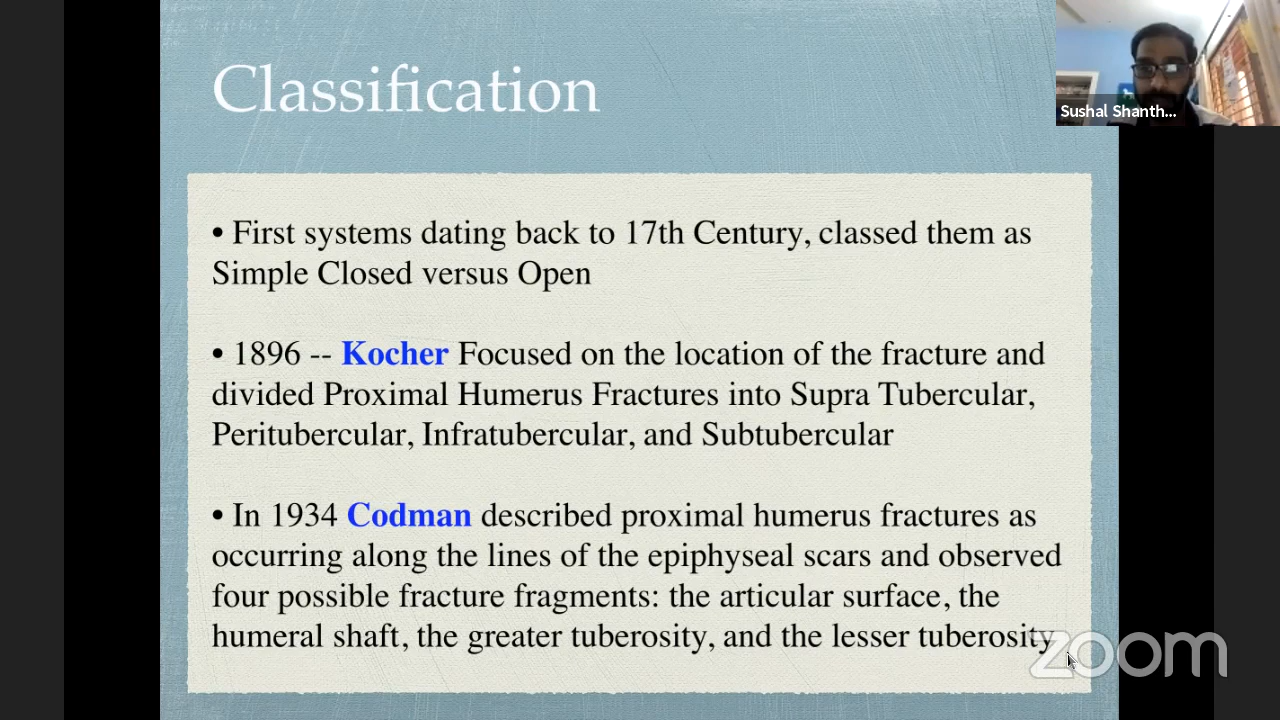 Classification
Sushal Shanth...
• First systems dating back to 17th Century, classed them as
Simple Closed versus Open
• 1896 -- Kocher Focused on the location of the fracture and
divided Proximal Humerus Fractures into Supra Tubercular,
Peritubercular, Infratubercular, and Subtubercular
• In 1934 Codman described proximal humerus fractures as
occurring along the lines of the epiphyseal scars and observed
four possible fracture fragments: the articular surface, the
humeral shaft, the greater tuberosity, and the lesser tuberosity
zoom